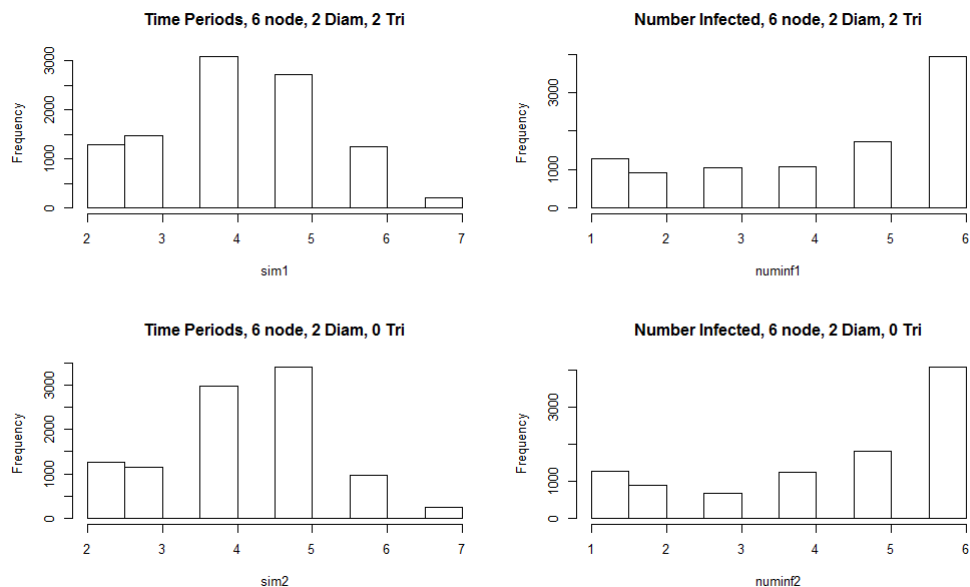 Time Periods, 6 node, 2 Diam, 2 Tri
Frequency
0 1000 2000 3000
2 3 4 5 6 7
sim1
Number Infected, 6 node, 2 Diam, 2 Tri
Frequency
0 1000 3000
1 2 3 4 5 6
numinf1
Time Periods, 6 node, 2 Diam, 0 Tri
Frequency
0 1000 2000 3000
2 3 4 5 6 7
sim2
Number Infected, 6 node, 2 Diam, 0 Tri
Frequency
0 1000 3000
1 2 3 4 5 6
numinf2